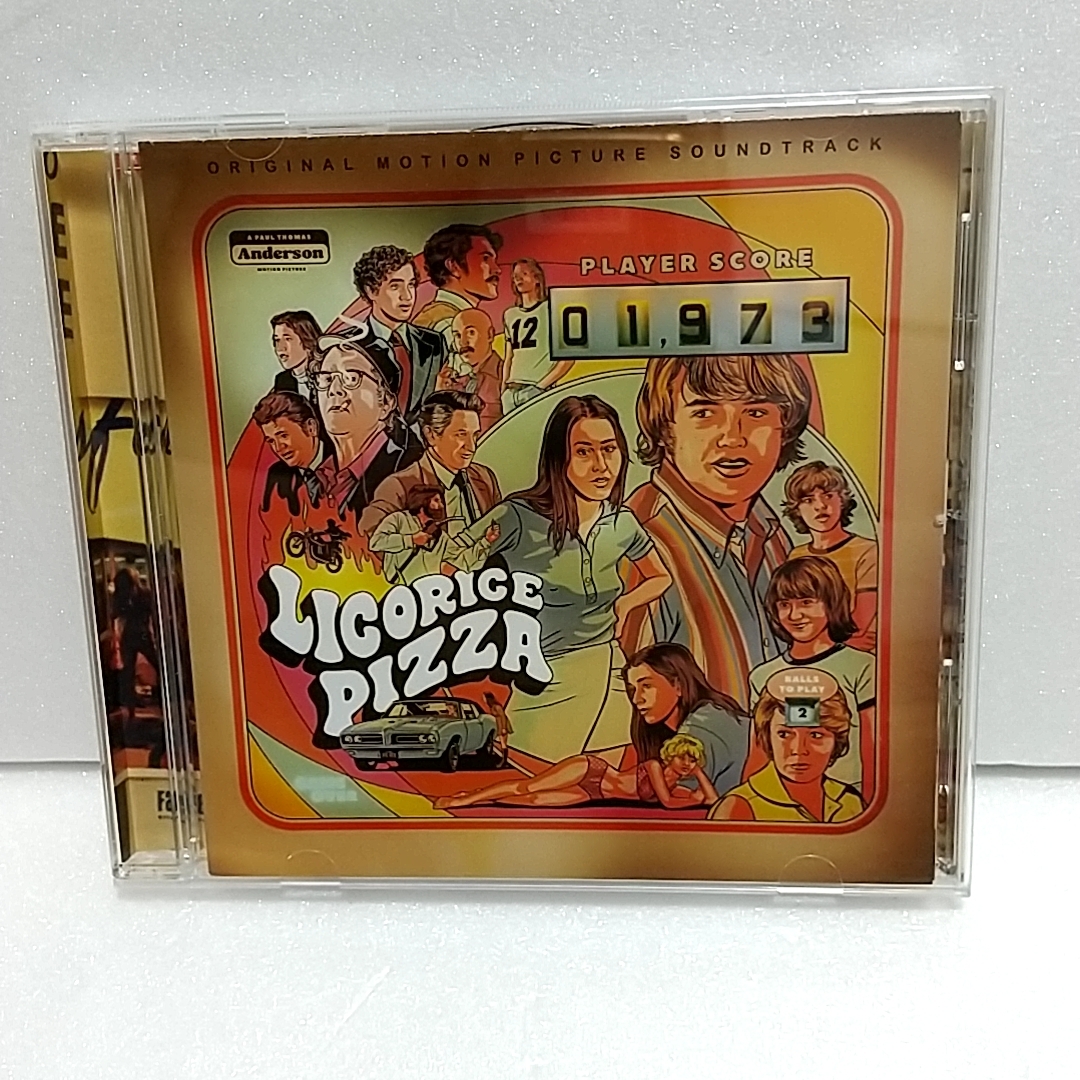 ORIGINAL MOTION PICTURE SOUNDTRACK
A PAUL THOMAS
Anderson
MOTION PICTURE
PLAYER SCORE
01,973
12
LICORICE
PIZZA
BALLS
TO PLAY
2